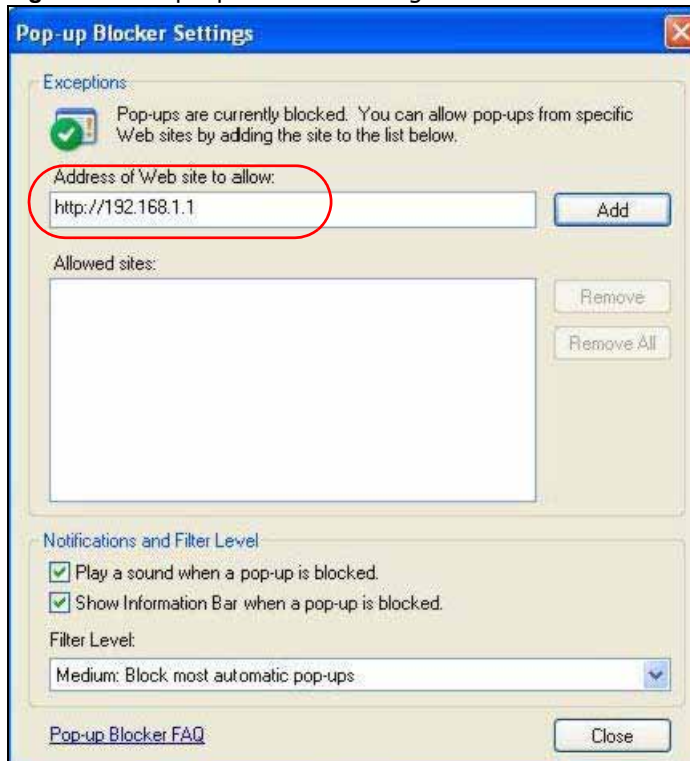 Pop-up Blocker Settings
Exceptions
Pop-ups are currently blocked. You can allow pop-ups from specific
Web sites by adding the site to the list below.
Address of Web site to allow:
http://192.168.1.1
Add
Allowed sites:
Remove
Remove All
Notifications and Filter Level
Play a sound when a pop-up is blocked.
Show Information Bar when a pop-up is blocked.
Filter Level:
Medium: Block most automatic pop-ups
Pop-up Blocker FAQ
Close